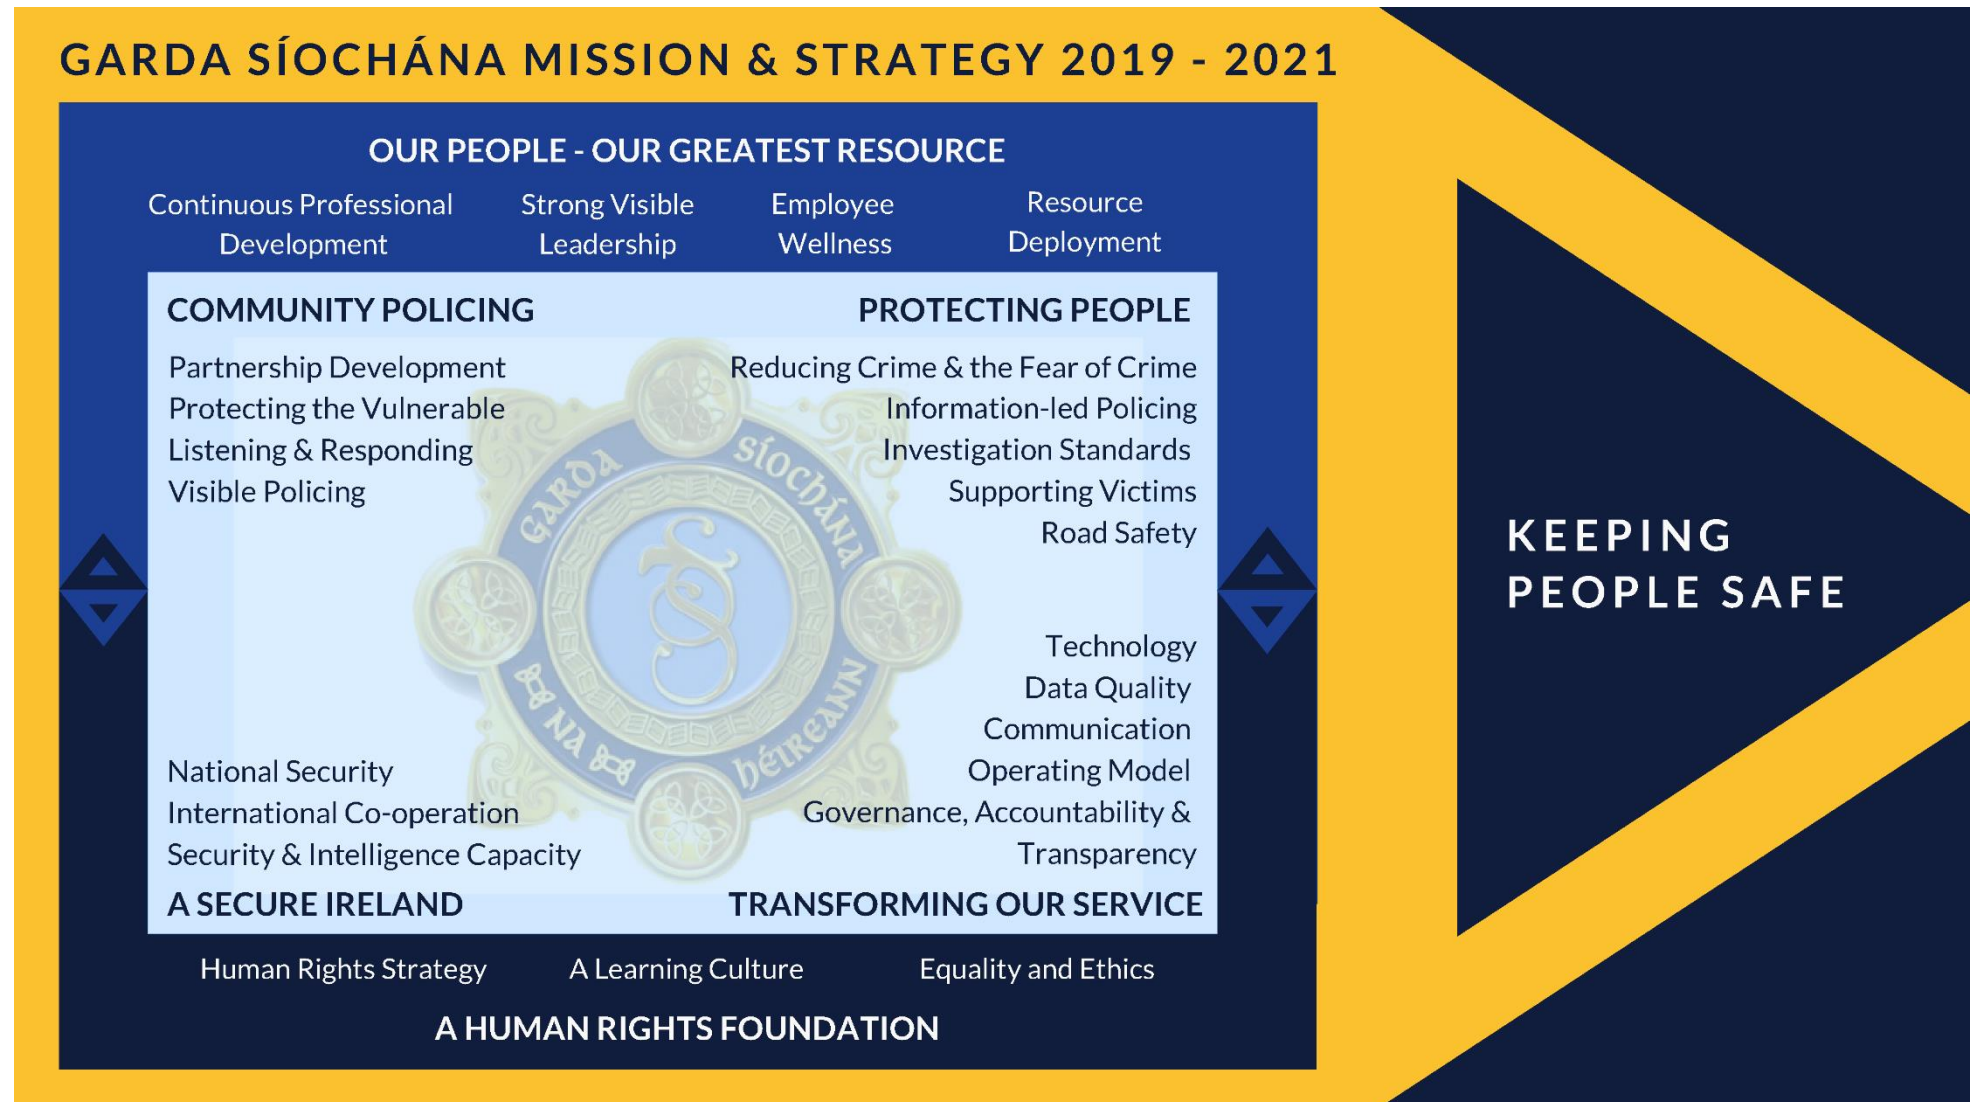 GARDA SÍOCHÁNA MISSION & STRATEGY 2019 - 2021
OUR PEOPLE - OUR GREATEST RESOURCE
Continuous Professional
Development
Strong Visible
Leadership
Employee
Wellness
Resource
Deployment
COMMUNITY POLICING
Partnership Development
Protecting the Vulnerable
Listening & Responding
Visible Policing
PROTECTING PEOPLE
Reducing Crime & the Fear of Crime
Information-led Policing
Investigation Standards
Supporting Victims
Road Safety
GARDA
SÍOCHÁNA
NA
hÉIREANN
National Security
International Co-operation
Security & Intelligence Capacity
A SECURE IRELAND
Technology
Data Quality
Communication
Operating Model
Governance, Accountability &
Transparency
TRANSFORMING OUR SERVICE
Human Rights Strategy
A Learning Culture
Equality and Ethics
A HUMAN RIGHTS FOUNDATION
KEEPING
PEOPLE SAFE